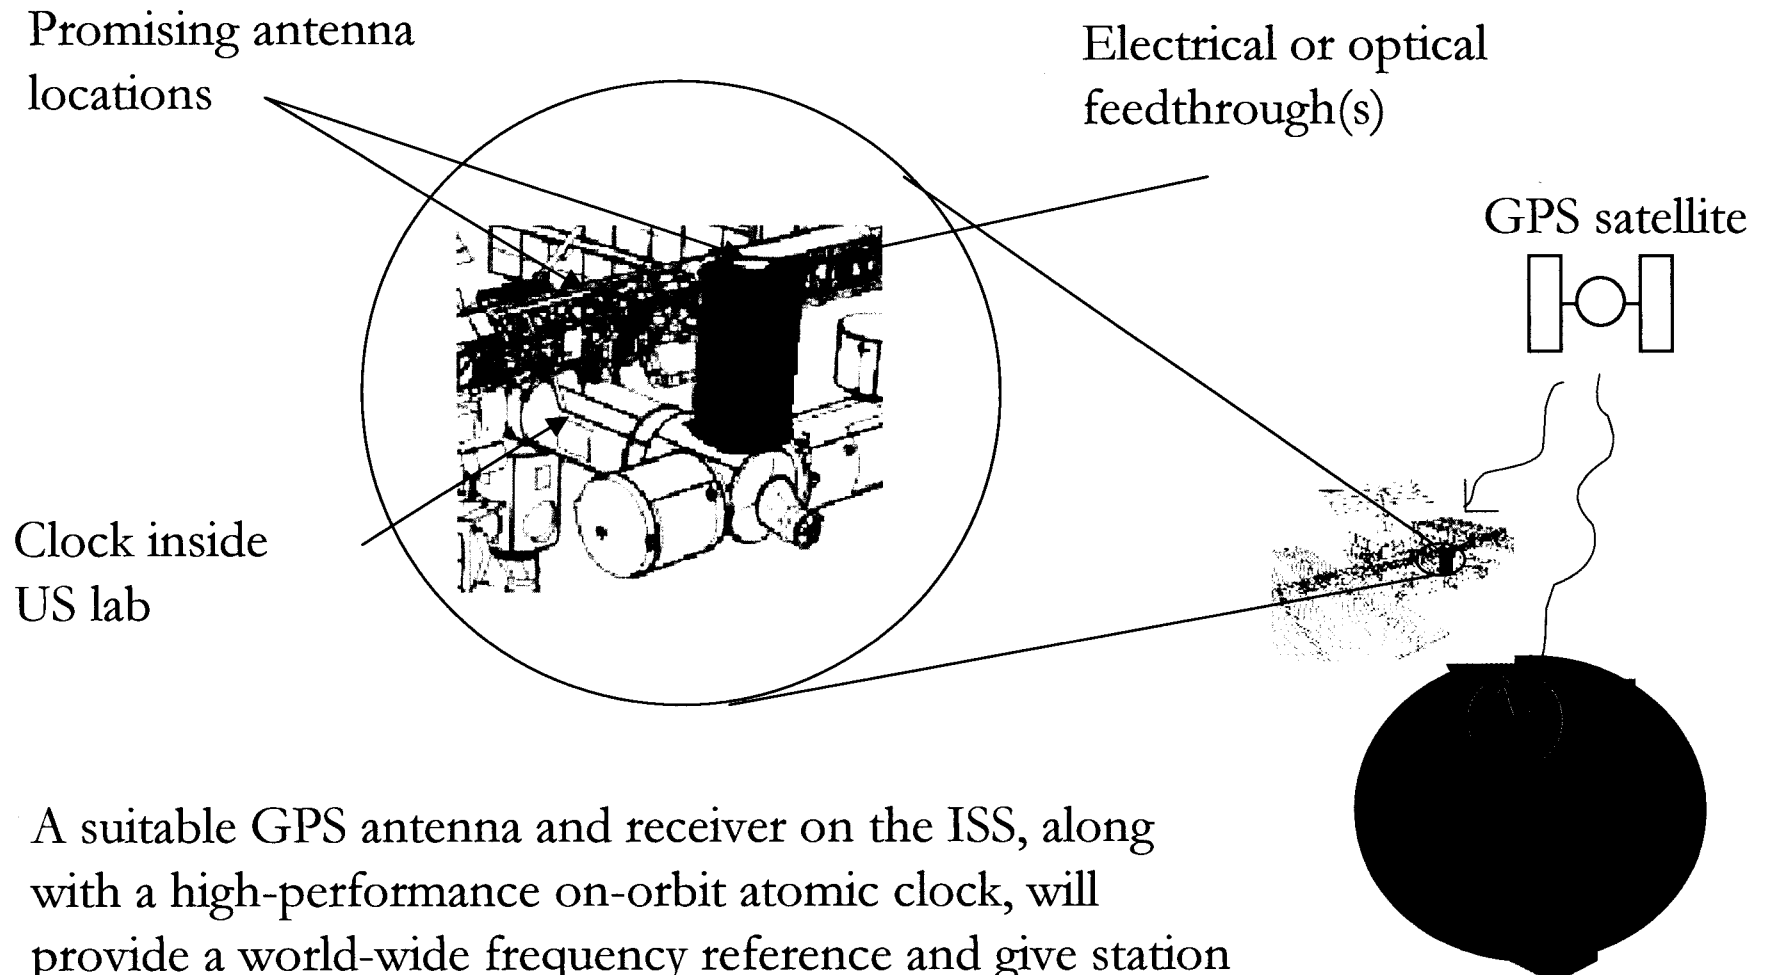 Promising antenna
locations
Electrical or optical
feedthrough(s)
GPS satellite
Clock inside
US lab
A suitable GPS antenna and receiver on the ISS, along
with a high-performance on-orbit atomic clock, will
provide a world-wide frequency reference and give station